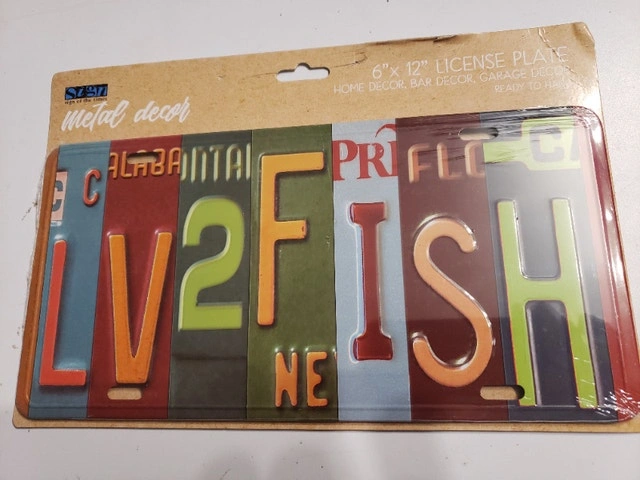 6" x 12" LICENSE PLATE
HOME DECOR, BAR DECOR, GARAGE DECOR
READY TO HANG
metal decor
C C ALABA NTAI PRI FLO C
LV2FISH
NE